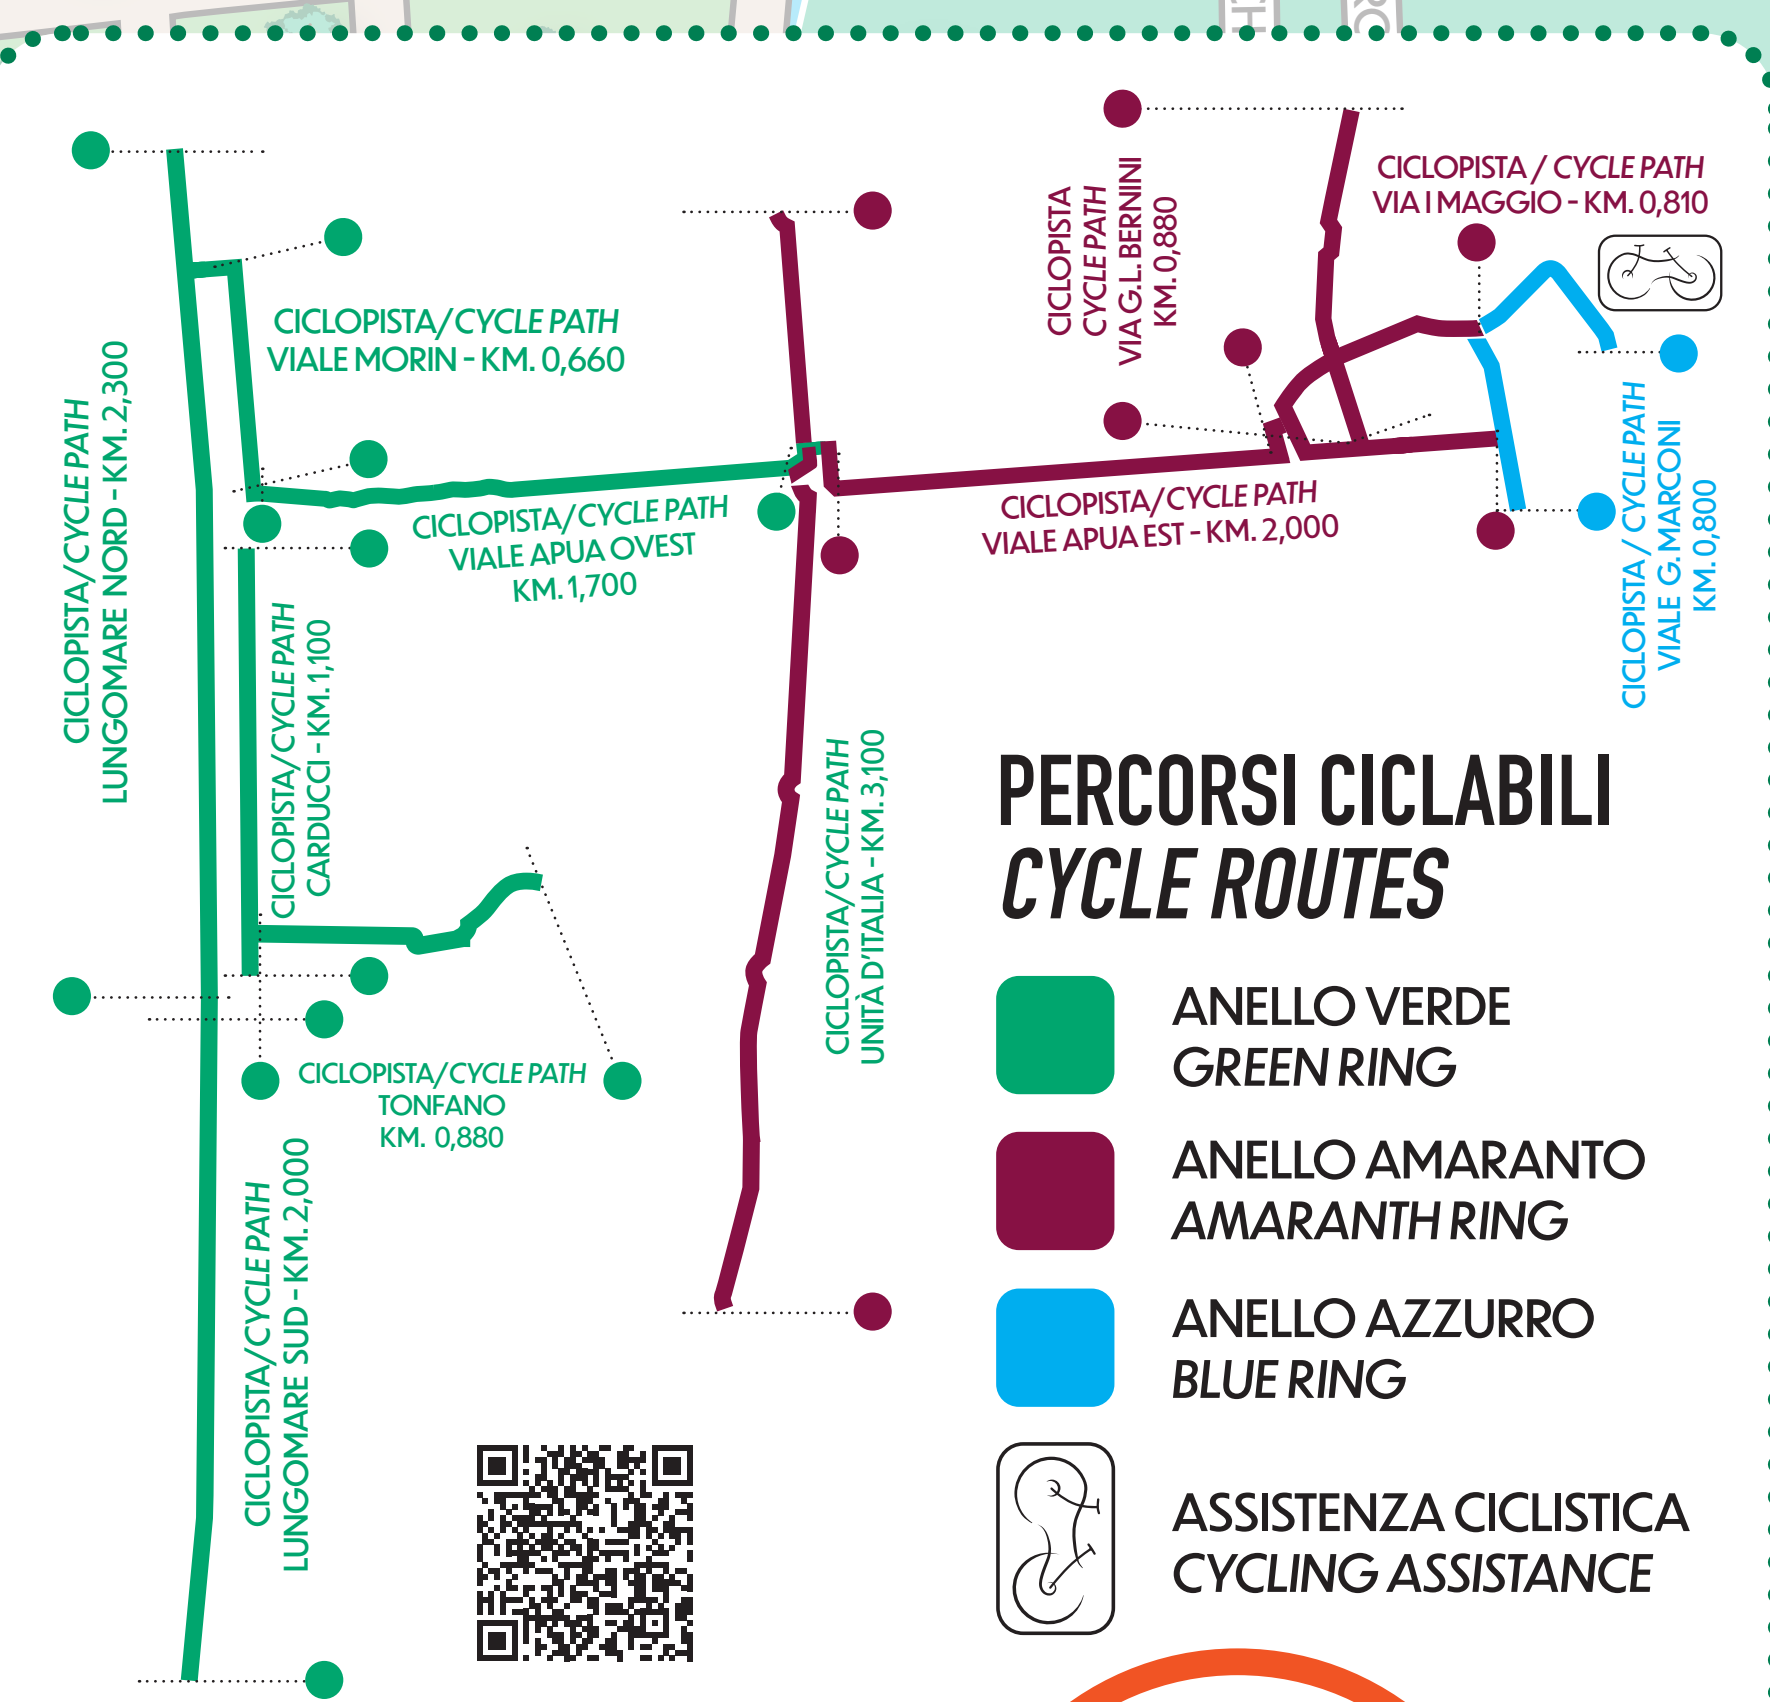 CICLOPISTA/CYCLE PATH
LUNGOMARE NORD - KM. 2,300
CICLOPISTA/CYCLE PATH
VIALE MORIN - KM. 0,660
CICLOPISTA/CYCLE PATH
VIALE APUA OVEST
KM. 1,700
CICLOPISTA/CYCLE PATH
CARDUCCI - KM. 1,100
CICLOPISTA/CYCLE PATH
TONFANO
KM. 0,880
CICLOPISTA/CYCLE PATH
LUNGOMARE SUD - KM. 2,000
CICLOPISTA/CYCLE PATH
UNITÀ D'ITALIA - KM. 3,100
CICLOPISTA
CYCLE PATH
VIA G.L. BERNINI
KM. 0,880
CICLOPISTA / CYCLE PATH
VIA I MAGGIO - KM. 0,810
CICLOPISTA/CYCLE PATH
VIALE APUA EST - KM. 2,000
CICLOPISTA / CYCLE PATH
VIALE G. MARCONI
KM. 0,800
PERCORSI CICLABILI
CYCLE ROUTES
ANELLO VERDE
GREEN RING
ANELLO AMARANTO
AMARANTH RING
ANELLO AZZURRO
BLUE RING
ASSISTENZA CICLISTICA
CYCLING ASSISTANCE